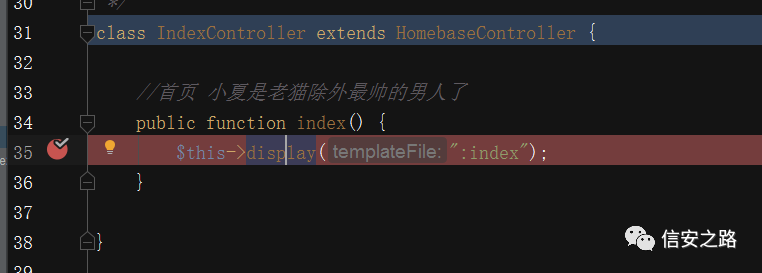 30 */
31 class IndexController extends HomebaseController {
32
33 //首页 小夏是老猫除外最帅的男人了
34 public function index() {
35 $this->display( templateFile: ":index");
36 }
37
38 }
39
信安之路